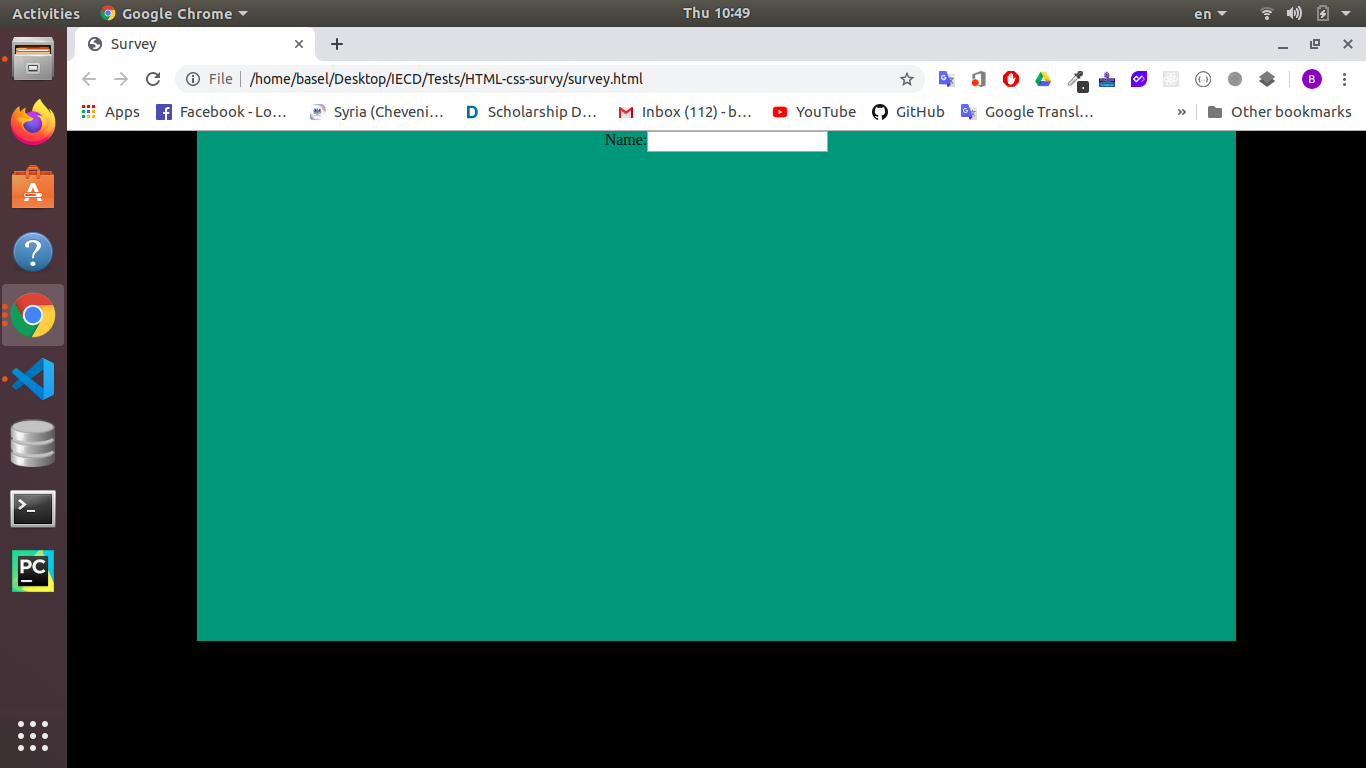 Activities Google Chrome Thu 10:49 en
Survey
File /home/basel/Desktop/IECD/Tests/HTML-css-survy/survey.html B
Apps Facebook - Lo… Syria (Cheveni… D Scholarship D… Inbox (112) - b… YouTube GitHub Google Transl… » Other bookmarks
Name:
PC